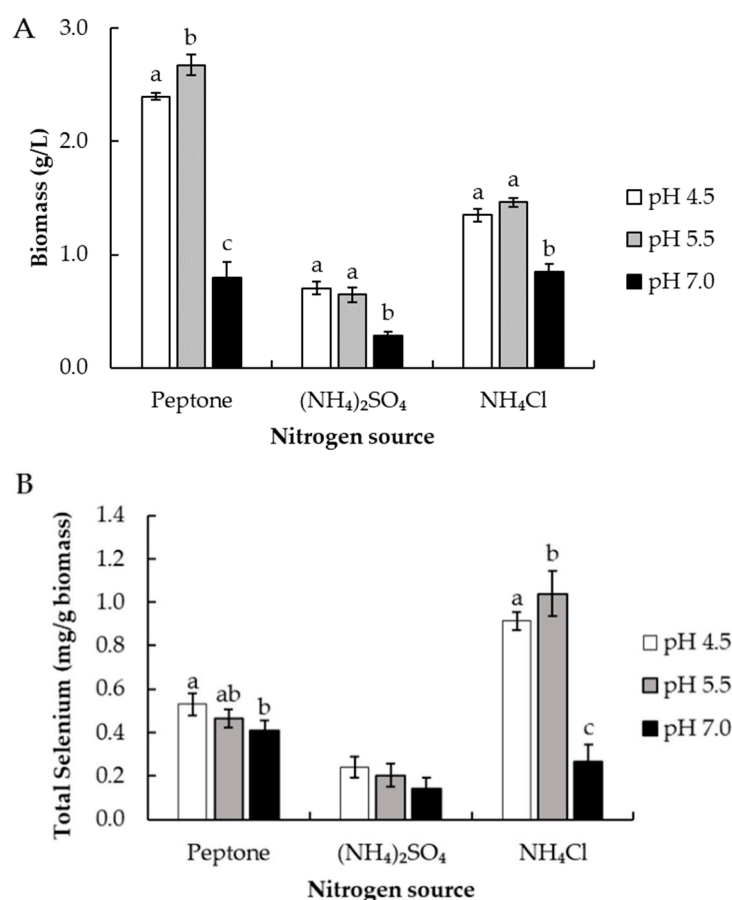 A
3.0
2.0
1.0
0.0
Biomass (g/L)
a b c
a a b
a a b
pH 4.5
pH 5.5
pH 7.0
Peptone (NH₄)₂SO₄ NH₄Cl
Nitrogen source
B
1.4
1.2
1.0
0.8
0.6
0.4
0.2
0.0
Total Selenium (mg/g biomass)
a ab b
a b c
pH 4.5
pH 5.5
pH 7.0
Peptone (NH₄)₂SO₄ NH₄Cl
Nitrogen source